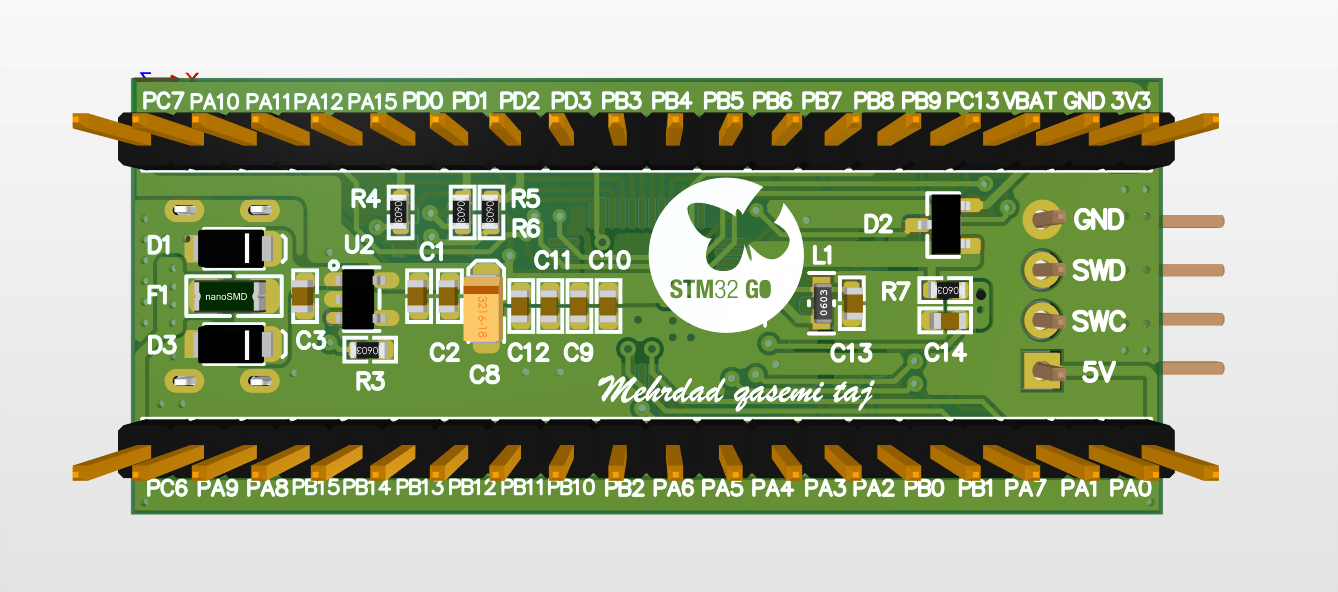 PC7 PA10 PA11 PA12 PA15 PD0 PD1 PD2 PD3 PB3 PB4 PB5 PB6 PB7 PB8 PB9 PC13 VBAT GND 3V3
R4
R5
R6
D2
GND
D1
U2
C1
C11
C10
L1
SWD
F1
nanoSMD
STM32 GO
R7
SWC
D3
C3
R3
C2
C8
C12
C9
C13
C14
5V
0603
0603
0603
0603
0603
0603
3216-18
Mehrdad qasemi taj
PC6 PA9 PA8 PB15 PB14 PB13 PB12 PB11 PB10 PB2 PA6 PA5 PA4 PA3 PA2 PB0 PB1 PA7 PA1 PA0